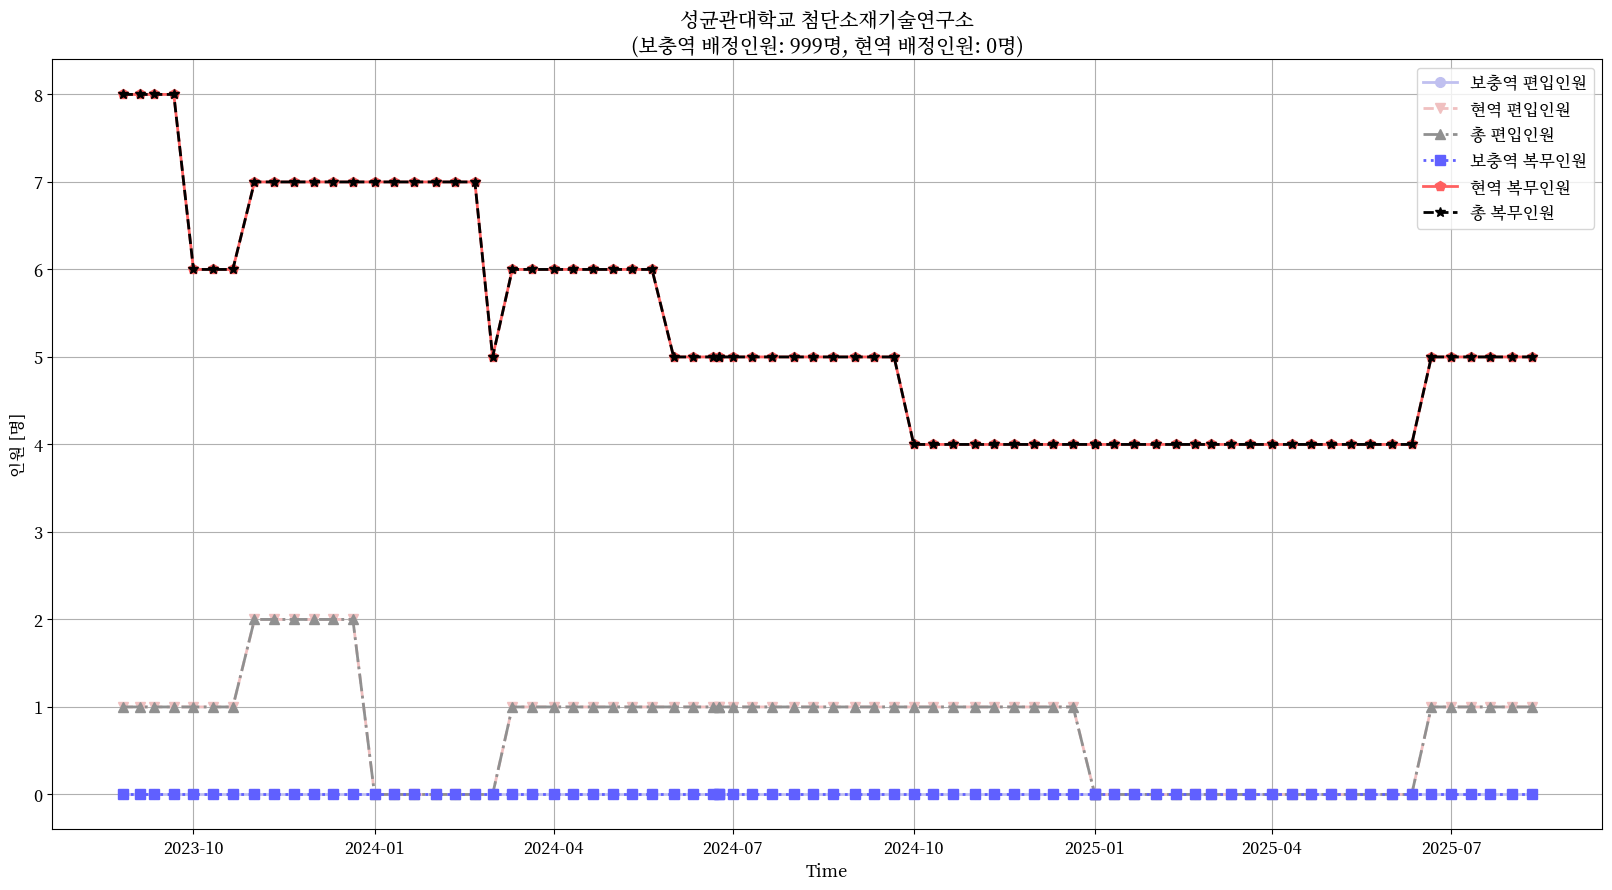 성균관대학교 첨단소재기술연구소
(보충역 배정인원: 999명, 현역 배정인원: 0명)
보충역 편입인원
현역 편입인원
총 편입인원
보충역 복무인원
현역 복무인원
총 복무인원
인원 [명]
8
7
6
5
4
3
2
1
0
2023-10
2024-01
2024-04
2024-07
2024-10
2025-01
2025-04
2025-07
Time